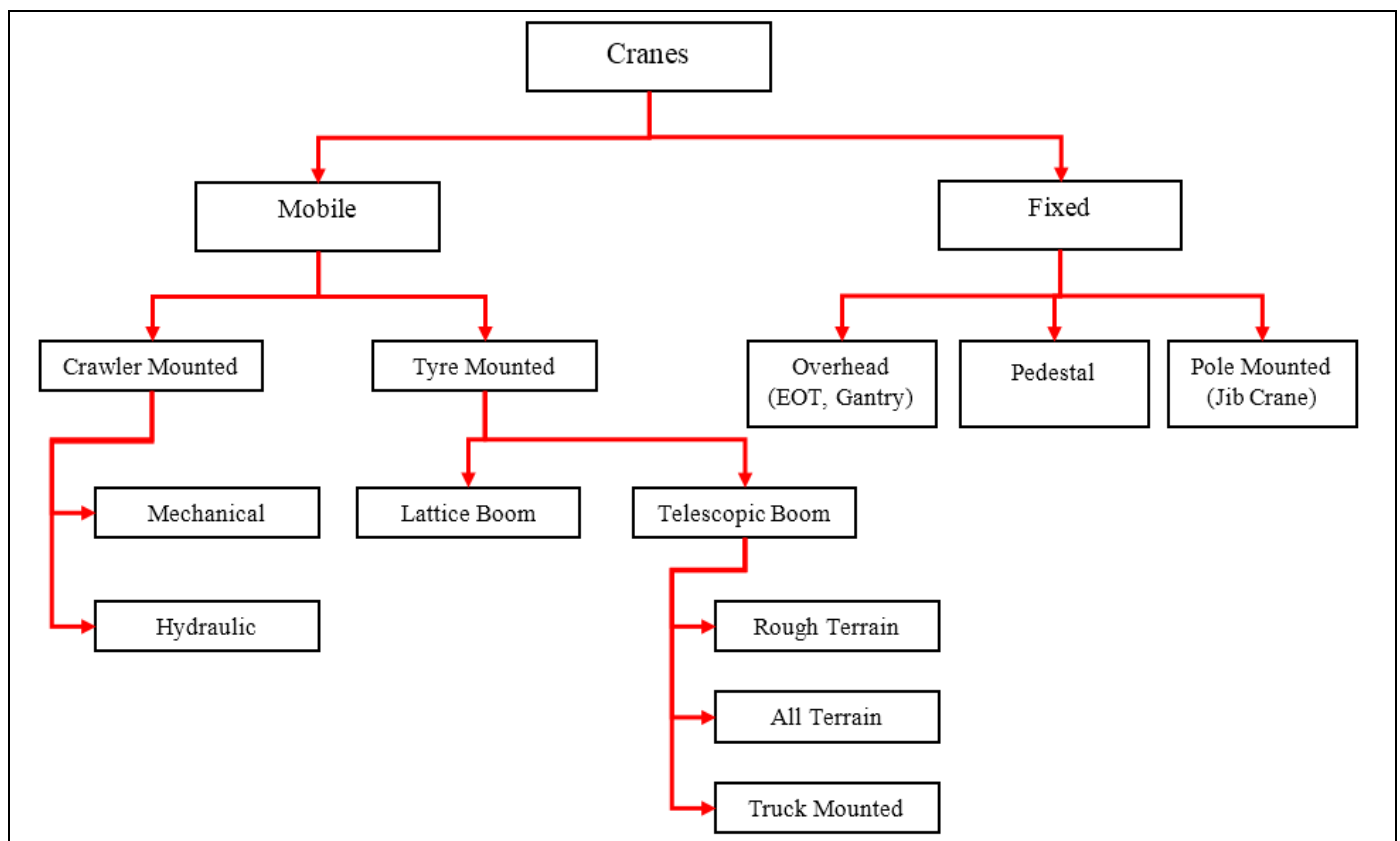 Cranes
Mobile
Fixed
Crawler Mounted
Tyre Mounted
Overhead
(EOT, Gantry)
Pedestal
Pole Mounted
(Jib Crane)
Mechanical
Lattice Boom
Telescopic Boom
Hydraulic
Rough Terrain
All Terrain
Truck Mounted